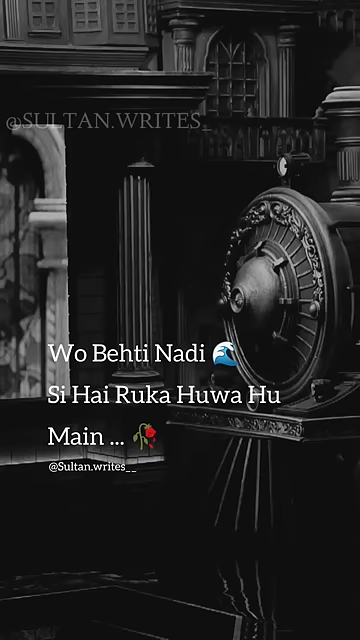 @SULTAN.WRITES_
Wo Behti Nadi 🌊
Si Hai Ruka Huwa Hu
Main ... 🥀
@Sultan.writes__